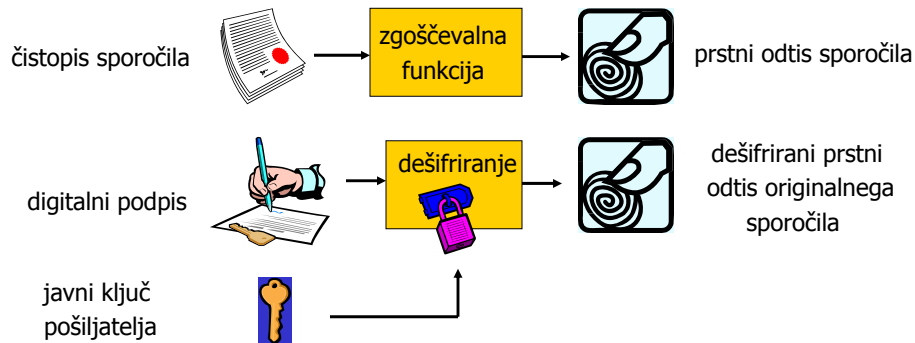 čistopis sporočila
zgoščevalna
funkcija
prstni odtis sporočila
digitalni podpis
dešifriranje
dešifrirani prstni
odtis originalnega
sporočila
javni ključ
pošiljatelja